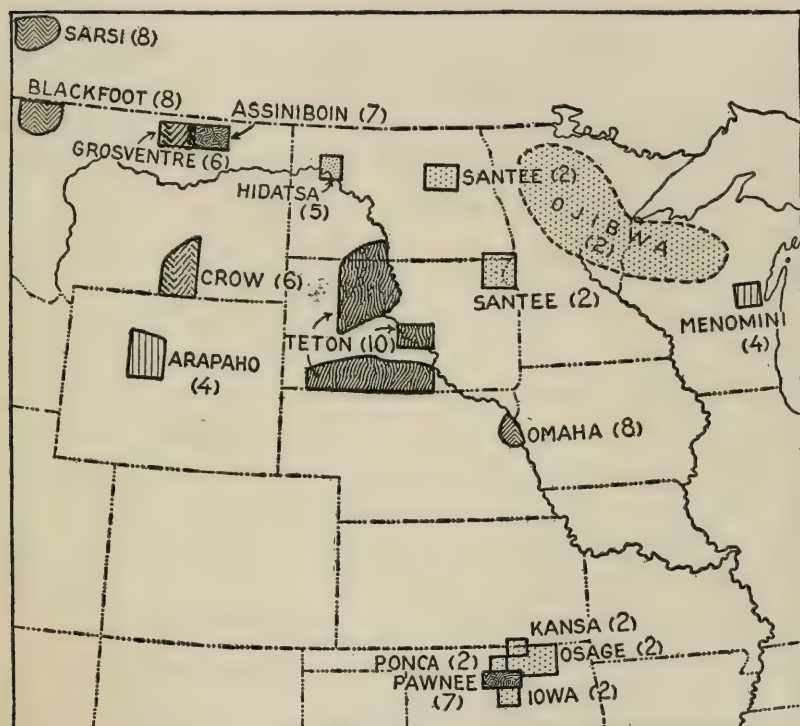 SARSI (8)
BLACKFOOT (8)
ASSINIBOIN (7)
GROSVENTRE (6)
HIDATSA
(5)
SANTEE (2)
OJIBWA
(2)
CROW (6)
SANTEE (2)
MENOMINI
(4)
TETON (10)
ARAPAHO
(4)
OMAHA (8)
KANSA (2)
OSAGE (2)
PONCA (2)
PAWNEE
(7)
IOWA (2)